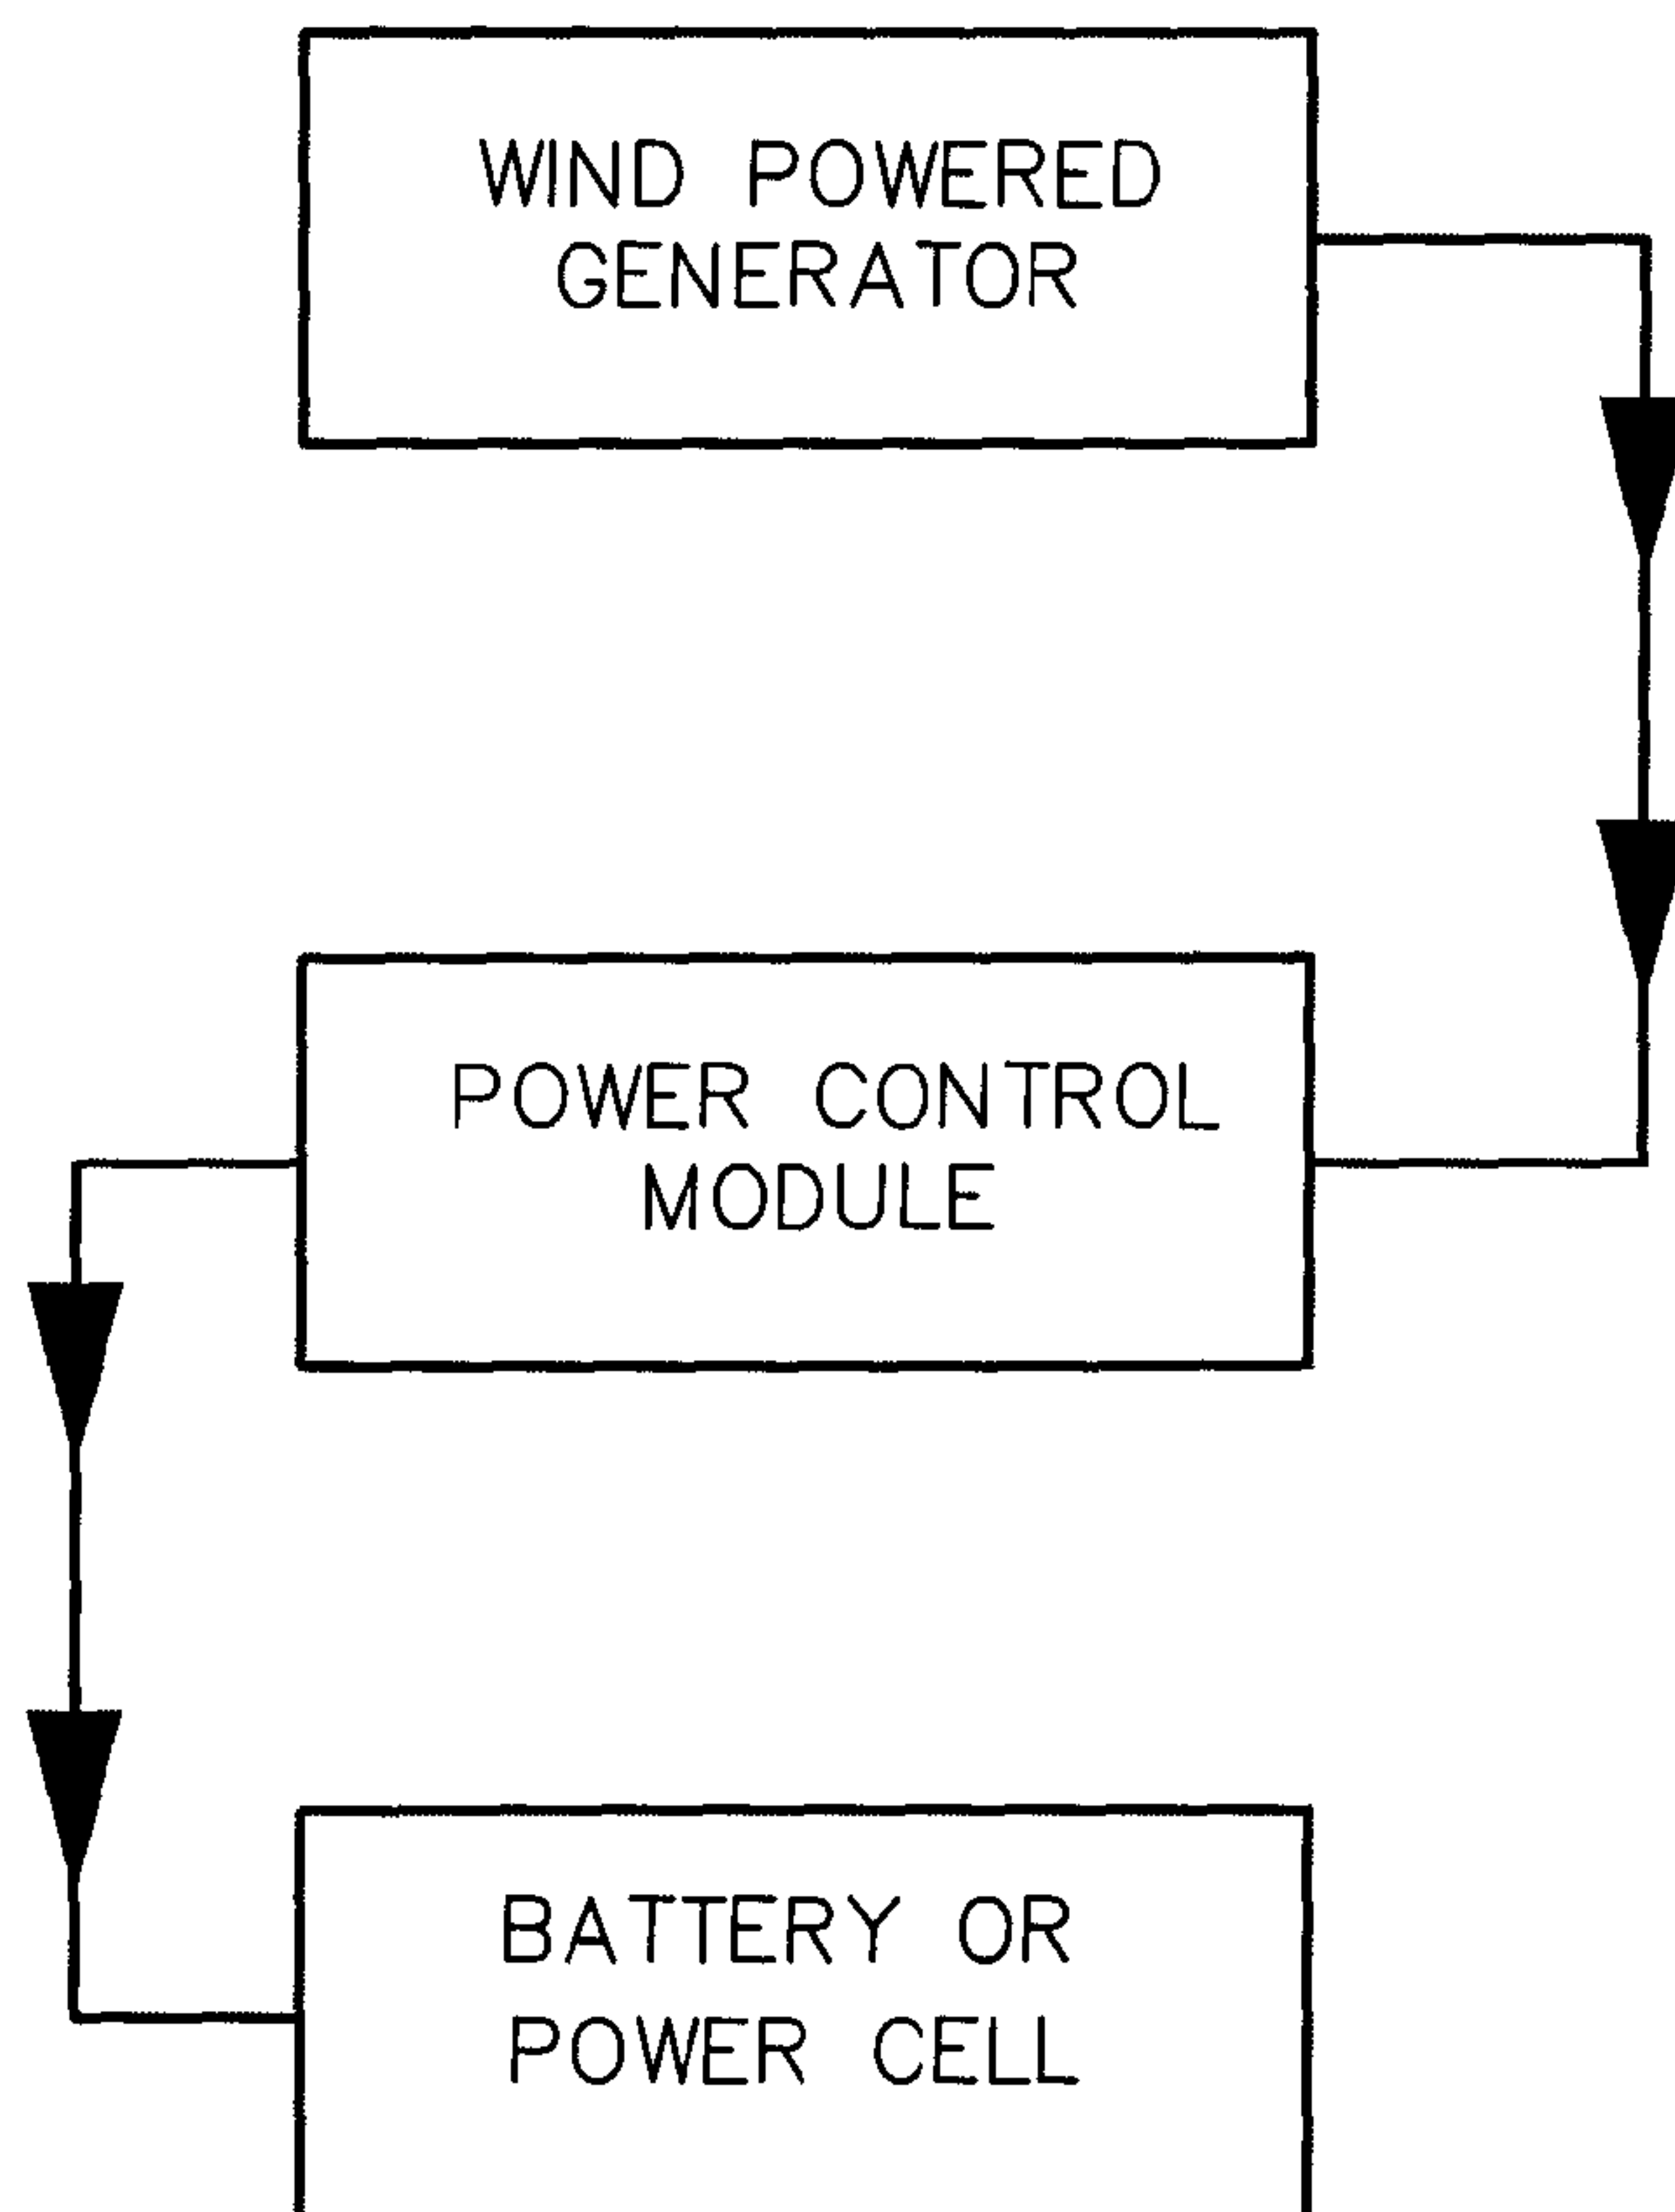 WIND POWERED
GENERATOR
POWER CONTROL
MODULE
BATTERY OR
POWER CELL